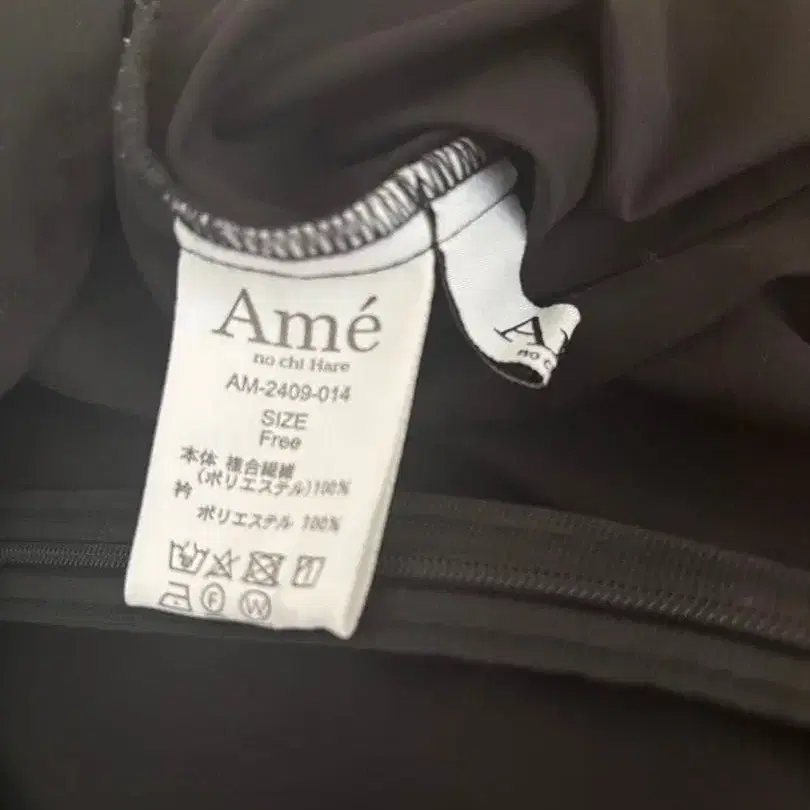 Amé
no chi Hare
AM-2409-014
SIZE
Free
本体 複合繊維
(ポリエステル)100%
衿
ポリエステル 100%
F
W
A
no c